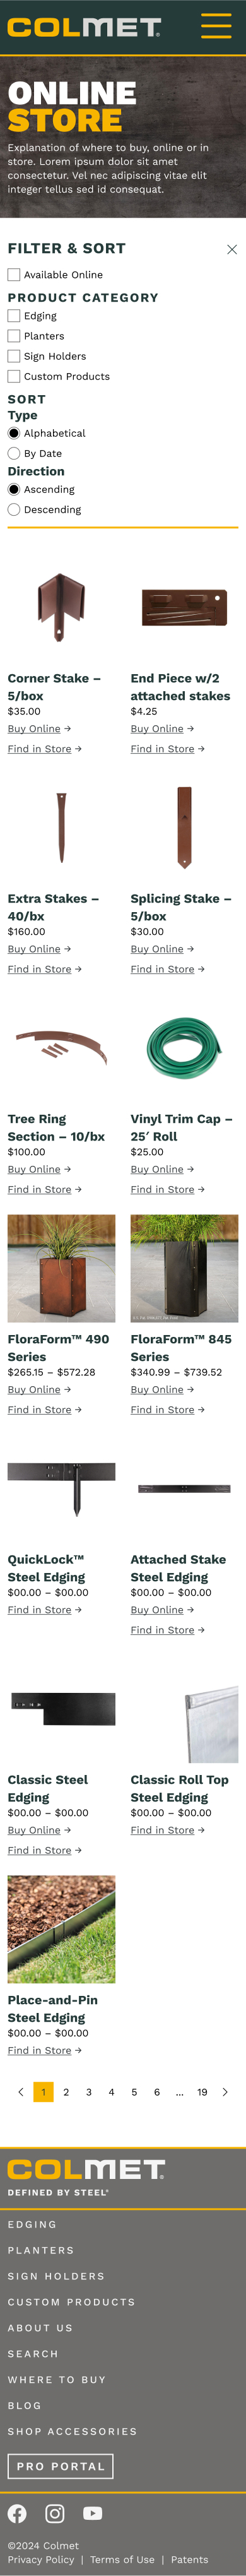 COLMET®
ONLINE
STORE
Explanation of where to buy, online or in
store. Lorem ipsum dolor sit amet
consectetur. Vel nec adipiscing vitae elit
integer tellus sed id consequat.
FILTER & SORT
Available Online
PRODUCT CATEGORY
Edging
Planters
Sign Holders
Custom Products
SORT
Type
Alphabetical
By Date
Direction
Ascending
Descending
Corner Stake –
5/box
$35.00
Buy Online →
Find in Store →
End Piece w/2
attached stakes
$4.25
Buy Online →
Find in Store →
Extra Stakes –
40/bx
$160.00
Buy Online →
Find in Store →
Splicing Stake –
5/box
$30.00
Buy Online →
Find in Store →
Tree Ring
Section – 10/bx
$100.00
Buy Online →
Find in Store →
Vinyl Trim Cap –
25′ Roll
$25.00
Buy Online →
Find in Store →
FloraForm™ 490
Series
$265.15 – $572.28
Buy Online →
Find in Store →
FloraForm™ 845
Series
$340.99 – $739.52
Buy Online →
Find in Store →
QuickLock™
Steel Edging
$00.00 – $00.00
Find in Store →
Attached Stake
Steel Edging
$00.00 – $00.00
Buy Online →
Find in Store →
Classic Steel
Edging
$00.00 – $00.00
Buy Online →
Find in Store →
Classic Roll Top
Steel Edging
$00.00 – $00.00
Find in Store →
Place-and-Pin
Steel Edging
$00.00 – $00.00
Find in Store →
1 2 3 4 5 6 ... 19
COLMET®
DEFINED BY STEEL®
EDGING
PLANTERS
SIGN HOLDERS
CUSTOM PRODUCTS
ABOUT US
SEARCH
WHERE TO BUY
BLOG
SHOP ACCESSORIES
PRO PORTAL
©2024 Colmet
Privacy Policy | Terms of Use | Patents